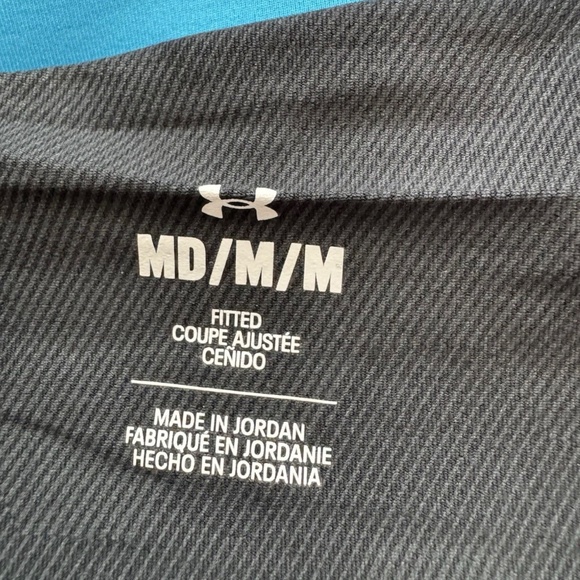 MD/M/M
FITTED
COUPE AJUSTÉE
CEÑIDO
MADE IN JORDAN
FABRIQUÉ EN JORDANIE
HECHO EN JORDANIA